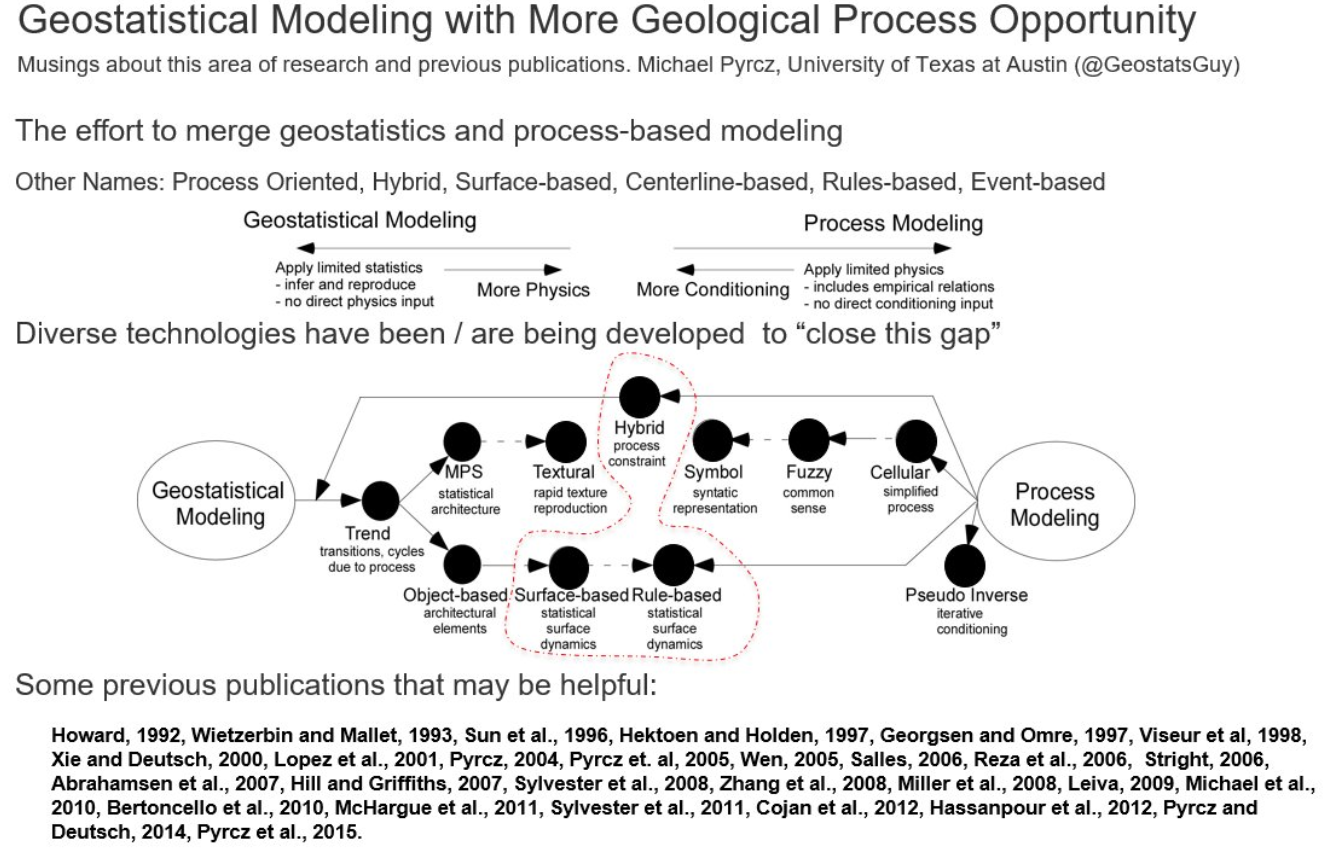 Geostatistical Modeling with More Geological Process Opportunity
Musings about this area of research and previous publications. Michael Pyrcz, University of Texas at Austin (@GeostatsGuy)
The effort to merge geostatistics and process-based modeling
Other Names: Process Oriented, Hybrid, Surface-based, Centerline-based, Rules-based, Event-based
Geostatistical Modeling
Apply limited statistics
- infer and reproduce
- no direct physics input
More Physics
Process Modeling
More Conditioning
Apply limited physics
- includes empirical relations
- no direct conditioning input
Diverse technologies have been / are being developed to “close this gap”
Geostatistical
Modeling
Trend
transitions, cycles
due to process
MPS
statistical
architecture
Textural
rapid texture
reproduction
Hybrid
process
constraint
Symbol
syntatic
representation
Fuzzy
common
sense
Cellular
simplified
process
Process
Modeling
Object-based
architectural
elements
Surface-based
statistical
surface
dynamics
Rule-based
statistical
surface
dynamics
Pseudo Inverse
iterative
conditioning
Some previous publications that may be helpful:
Howard, 1992, Wietzerbin and Mallet, 1993, Sun et al., 1996, Hektoen and Holden, 1997, Georgsen and Omre, 1997, Viseur et al, 1998,
Xie and Deutsch, 2000, Lopez et al., 2001, Pyrcz, 2004, Pyrcz et. al, 2005, Wen, 2005, Salles, 2006, Reza et al., 2006, Stright, 2006,
Abrahamsen et al., 2007, Hill and Griffiths, 2007, Sylvester et al., 2008, Zhang et al., 2008, Miller et al., 2008, Leiva, 2009, Michael et al.,
2010, Bertoncello et al., 2010, McHargue et al., 2011, Sylvester et al., 2011, Cojan et al., 2012, Hassanpour et al., 2012, Pyrcz and
Deutsch, 2014, Pyrcz et al., 2015.